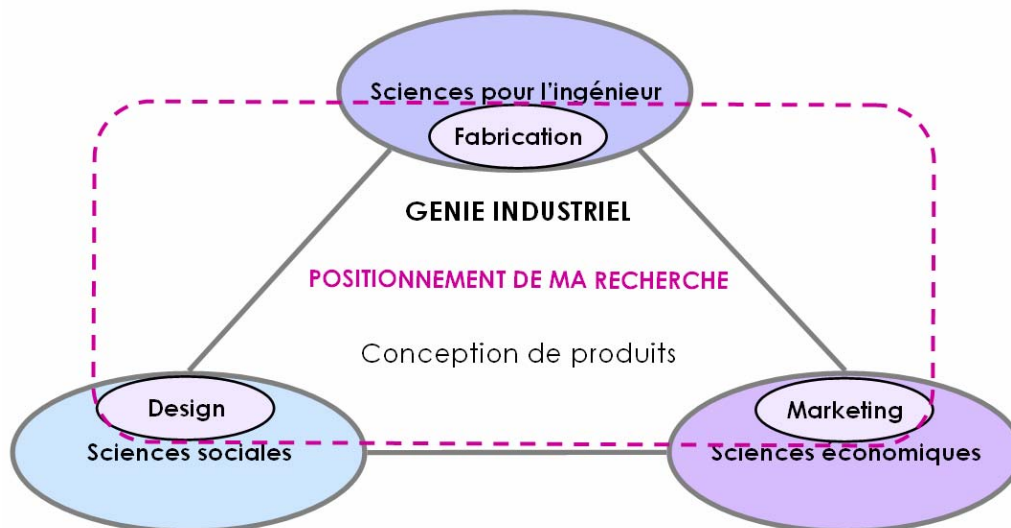 Sciences pour l'ingénieur
Fabrication
GENIE INDUSTRIEL
POSITIONNEMENT DE MA RECHERCHE
Conception de produits
Design
Marketing
Sciences sociales
Sciences économiques